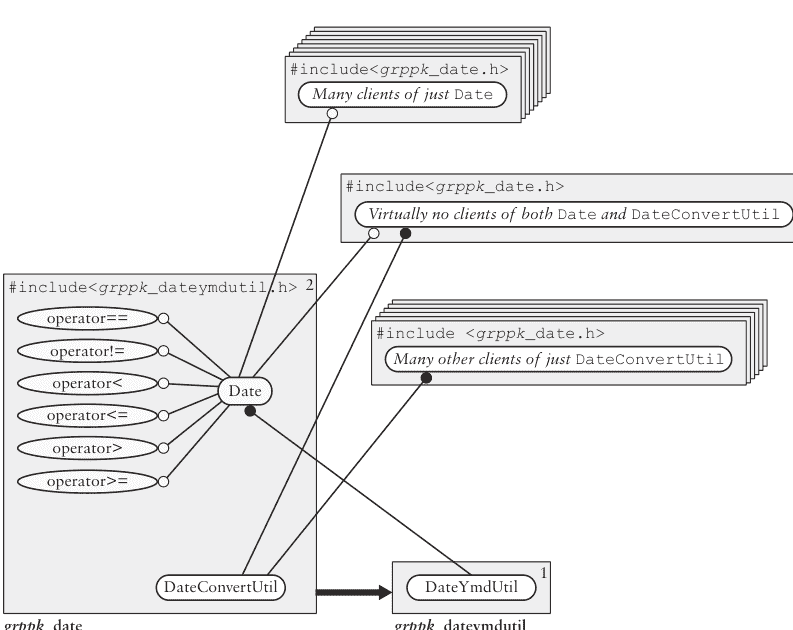 #include<grppk_date.h>
Many clients of just Date
#include<grppk_date.h>
Virtually no clients of both Date and DateConvertUtil
#include<grppk_dateymdutil.h> 2
operator==
operator!=
operator<
operator<=
operator>
operator>=
Date
#include <grppk_date.h>
Many other clients of just DateConvertUtil
DateConvertUtil
1
DateYmdUtil
grppk_date
grppk_dateymdutil